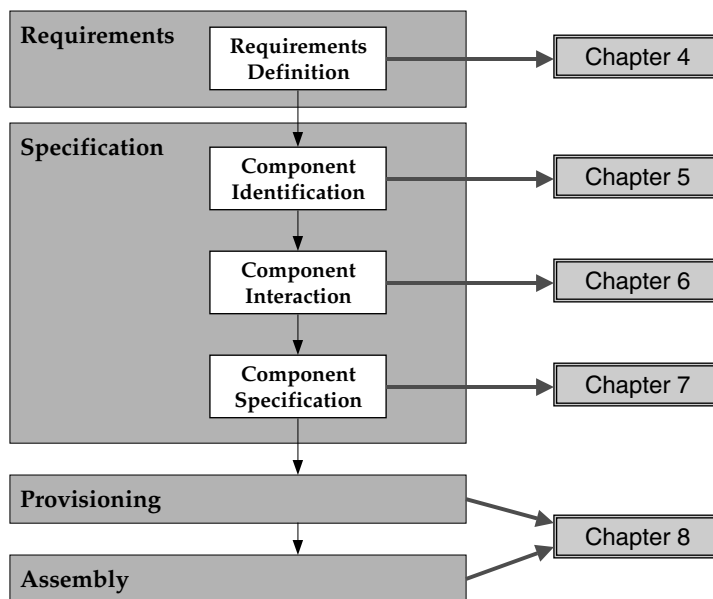 Requirements
Requirements
Definition
Chapter 4
Specification
Component
Identification
Chapter 5
Component
Interaction
Chapter 6
Component
Specification
Chapter 7
Provisioning
Chapter 8
Assembly